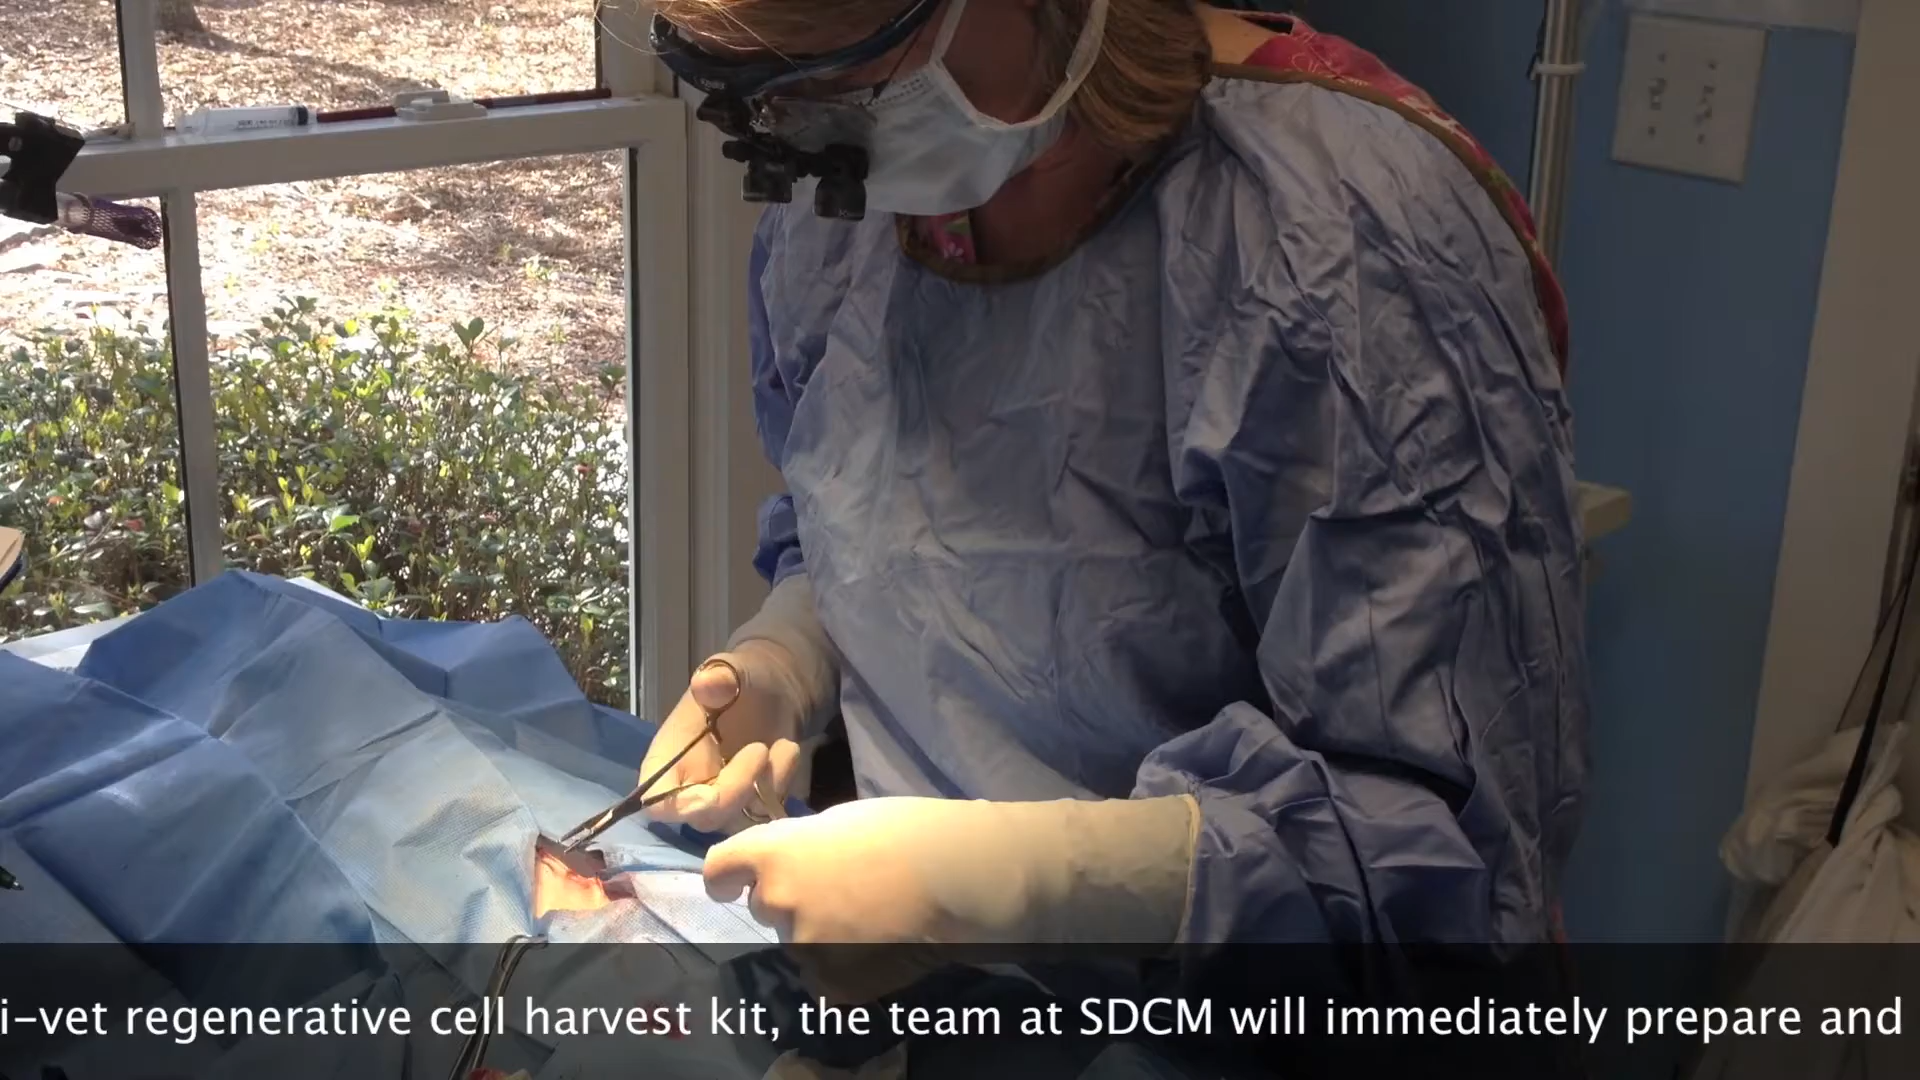 i-vet regenerative cell harvest kit, the team at SDCM will immediately prepare and